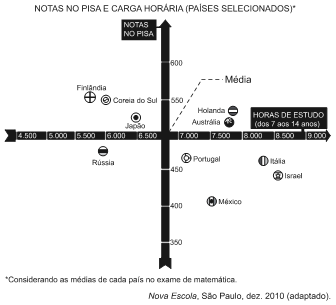 NOTAS NO PISA E CARGA HORÁRIA (PAÍSES SELECIONADOS)*
NOTAS
NO PISA
600
Média
Finlândia
Coreia do Sul
550
Holanda
Japão
Austrália
HORAS DE ESTUDO
(dos 7 aos 14 anos)
4.500 5.000 5.500 6.000 6.500 7.000 7.500 8.000 8.500 9.000
Rússia
Portugal
Itália
450
Israel
México
400
350
*Considerando as médias de cada país no exame de matemática.
Nova Escola, São Paulo, dez. 2010 (adaptado).